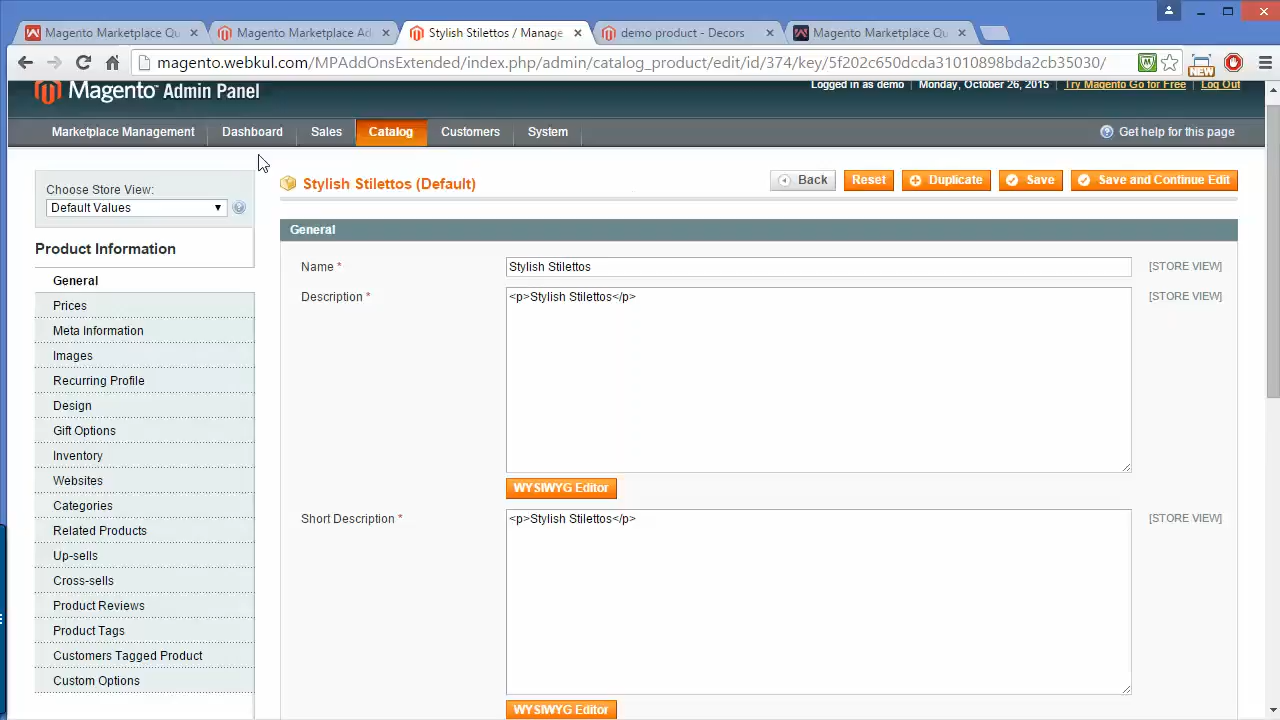 Magento Marketplace Qu
Magento Marketplace Ad
Stylish Stilettos / Manage
demo product - Decors
Magento Marketplace Qu
magento.webkul.com/MPAddOnsExtended/index.php/admin/catalog_product/edit/id/374/key/5f202c650dcda31010898bda2cb35030/
NEW
Magento Admin Panel
Logged in as demo | Monday, October 26, 2015 | Try Magento Go for Free | Log Out
Marketplace Management Dashboard Sales Catalog Customers System
Get help for this page
Choose Store View:
Default Values
Product Information
General
Prices
Meta Information
Images
Recurring Profile
Design
Gift Options
Inventory
Websites
Categories
Related Products
Up-sells
Cross-sells
Product Reviews
Product Tags
Customers Tagged Product
Custom Options
Stylish Stilettos (Default)
Back Reset Duplicate Save Save and Continue Edit
General
Name * Stylish Stilettos [STORE VIEW]
Description * <p>Stylish Stilettos</p> [STORE VIEW]
WYSIWYG Editor
Short Description * <p>Stylish Stilettos</p> [STORE VIEW]
WYSIWYG Editor